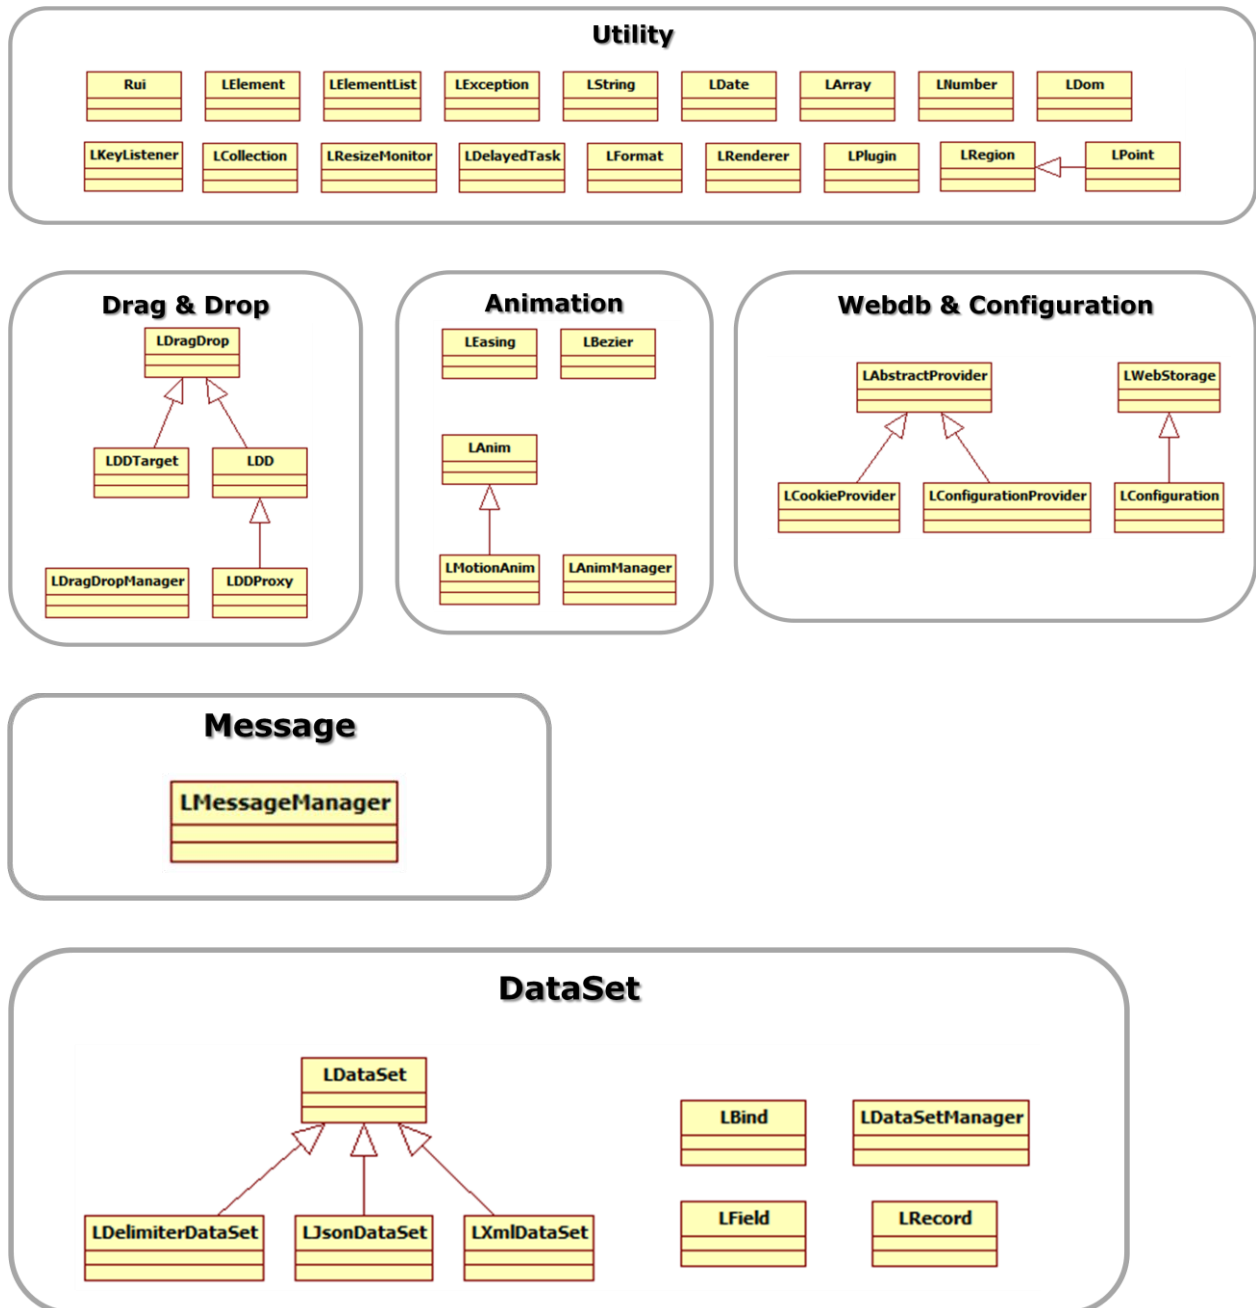 Utility
Rui LElement LElementList LException LString LDate LArray LNumber LDom
LKeyListener LCollection LResizeMonitor LDelayedTask LFormat LRenderer LPlugin LRegion LPoint
Drag & Drop
LDragDrop
LDDTarget LDD
LDragDropManager LDDProxy
Animation
LEasing LBezier
LAnim
LMotionAnim LAnimManager
Webdb & Configuration
LAbstractProvider LWebStorage
LCookieProvider LConfigurationProvider LConfiguration
Message
LMessageManager
DataSet
LDataSet
LBind LDataSetManager
LDelimiterDataSet LJsonDataSet LXmlDataSet
LField LRecord